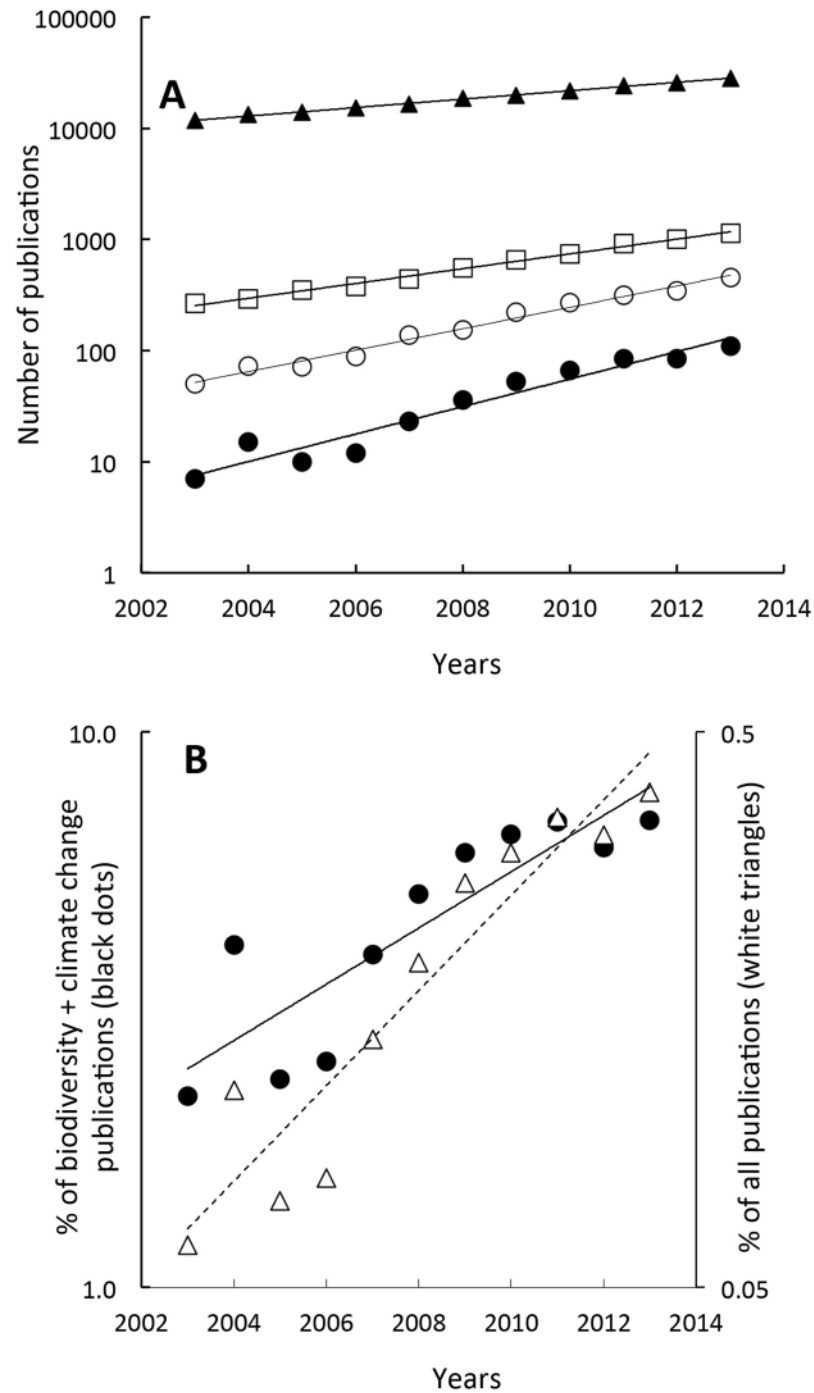 A
Number of publications
100000
10000
1000
100
10
1
2002 2004 2006 2008 2010 2012 2014
Years
B
% of biodiversity + climate change
publications (black dots)
10.0
1.0
0.5
0.05
% of all publications (white triangles)
2002 2004 2006 2008 2010 2012 2014
Years